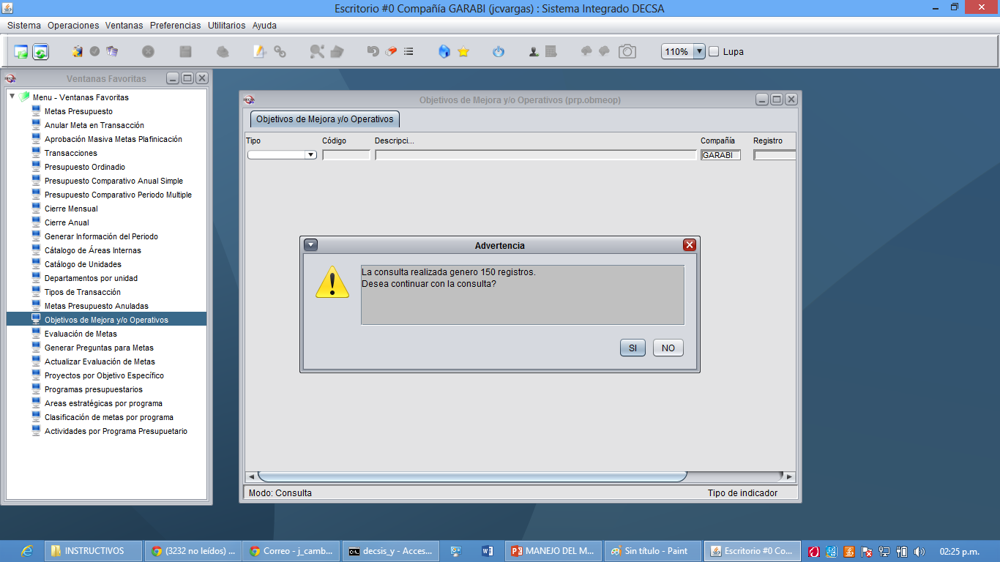 Escritorio #0 Compañía GARABI (jcvargas) : Sistema Integrado DECSA
Sistema Operaciones Ventanas Preferencias Utilitarios Ayuda
110% Lupa
Ventanas Favoritas
Menu - Ventanas Favoritas
Metas Presupuesto
Anular Meta en Transacción
Aprobación Masiva Metas Plafinicación
Transacciones
Presupuesto Ordinadio
Presupuesto Comparativo Anual Simple
Presupuesto Comparativo Periodo Multiple
Cierre Mensual
Cierre Anual
Generar Información del Periodo
Cátalogo de Áreas Internas
Catálogo de Unidades
Departamentos por unidad
Tipos de Transacción
Metas Presupuesto Anuladas
Objetivos de Mejora y/o Operativos
Evaluación de Metas
Generar Preguntas para Metas
Actualizar Evaluación de Metas
Proyectos por Objetivo Específico
Programas presupuestarios
Areas estratégicas por programa
Clasificación de metas por programa
Actividades por Programa Presupuetario
Objetivos de Mejora y/o Operativos (prp.obmeop)
Objetivos de Mejora y/o Operativos
Tipo Código Descripci... Compañía Registro
GARABI
Advertencia
La consulta realizada genero 150 registros.
Desea continuar con la consulta?
SI NO
Modo: Consulta Tipo de indicador
INSTRUCTIVOS (3232 no leídos) ... Correo - j_camb... decsis_y - Acces... MANEJO DEL M... Sin título - Paint Escritorio #0 Co... 02:25 p.m.